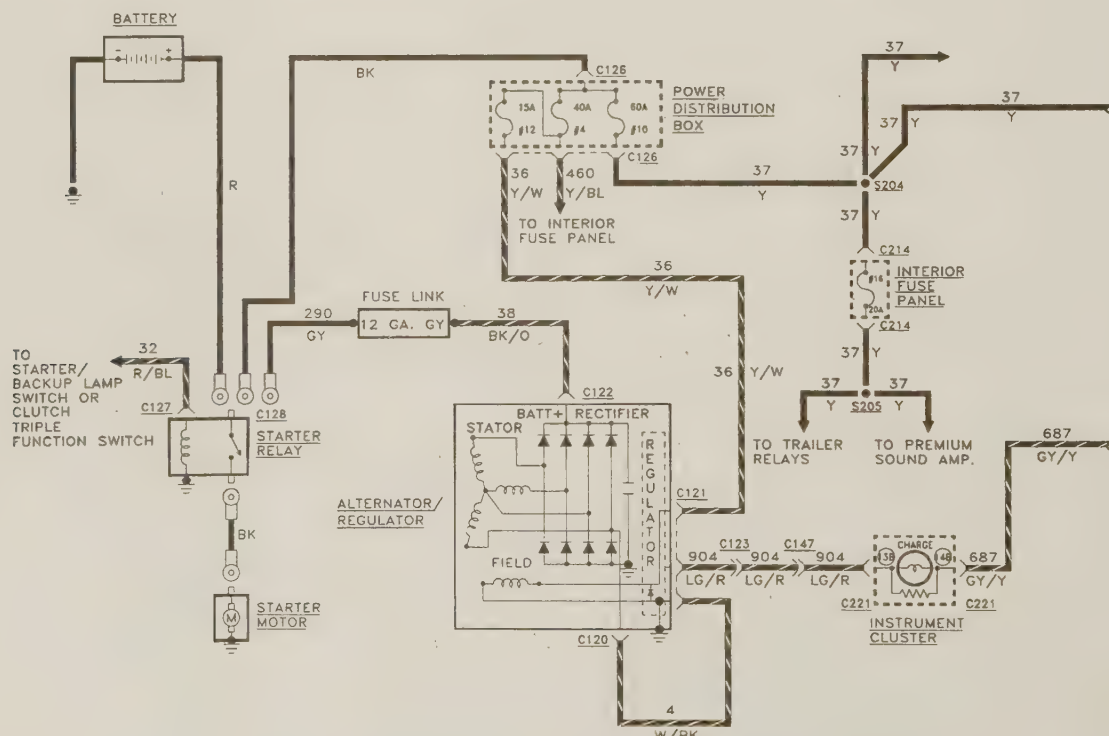 BATTERY
- +
37
Y
BK
C126
POWER
DISTRIBUTION
BOX
15A
40A
60A
#12
#4
#10
37
Y
37
Y
37
Y
C126
36
Y/W
460
Y/BL
37
Y
S204
R
TO INTERIOR
FUSE PANEL
37
Y
C214
36
Y/W
INTERIOR
FUSE
PANEL
#16
20A
C214
FUSE LINK
290
GY
12 GA. GY
38
BK/O
37
Y
TO
STARTER/
BACKUP LAMP
SWITCH OR
CLUTCH
TRIPLE
FUNCTION SWITCH
32
R/BL
36
Y/W
C127
C128
C122
37
Y
37
Y
S205
STARTER
RELAY
BATT+
RECTIFIER
STATOR
REGULATOR
TO TRAILER
RELAYS
TO PREMIUM
SOUND AMP.
687
GY/Y
ALTERNATOR/
REGULATOR
C121
BK
FIELD
904
LG/R
C123
904
LG/R
C147
904
LG/R
13B
CHARGE
14B
687
GY/Y
C221
C221
INSTRUMENT
CLUSTER
M
STARTER
MOTOR
C120
4
W/BK